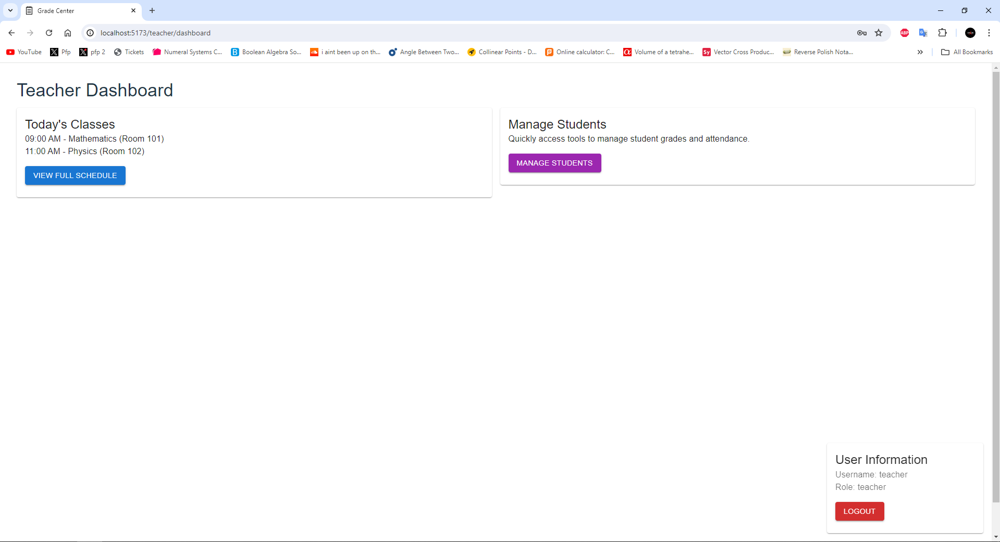 Grade Center
localhost:5173/teacher/dashboard
ABP
YouTube Pfp pfp 2 Tickets Numeral Systems C... Boolean Algebra So... i aint been up on th... Angle Between Two... Collinear Points - D... Online calculator: C... Volume of a tetrahe... Sy Vector Cross Produc... Reverse Polish Nota... All Bookmarks
Teacher Dashboard
Today's Classes
09:00 AM - Mathematics (Room 101)
11:00 AM - Physics (Room 102)
VIEW FULL SCHEDULE
Manage Students
Quickly access tools to manage student grades and attendance.
MANAGE STUDENTS
User Information
Username: teacher
Role: teacher
LOGOUT